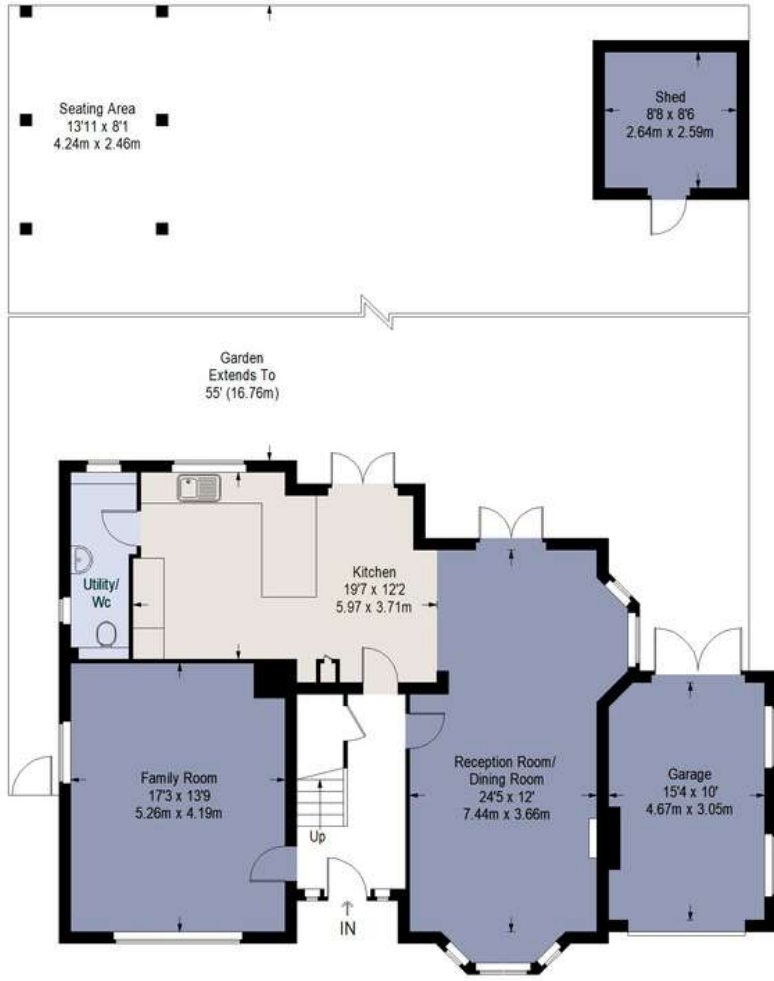 Seating Area
13'11 x 8'1
4.24m x 2.46m
Shed
8'8 x 8'6
2.64m x 2.59m
Garden
Extends To
55' (16.76m)
Kitchen
19'7 x 12'2
5.97 x 3.71m
Utility/
Wc
Family Room
17'3 x 13'9
5.26m x 4.19m
Up
IN
Reception Room/
Dining Room
24'5 x 12'
7.44m x 3.66m
Garage
15'4 x 10'
4.67m x 3.05m